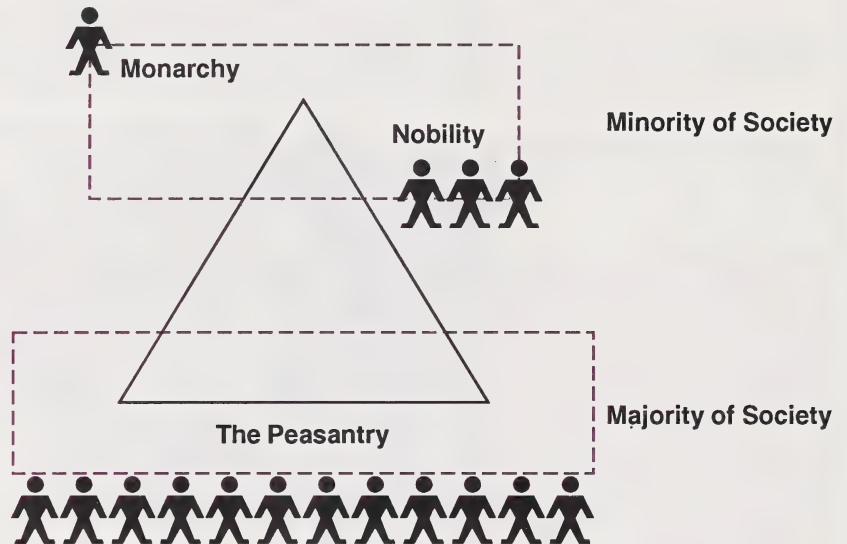 Monarchy
Nobility
Minority of Society
The Peasantry
Majority of Society